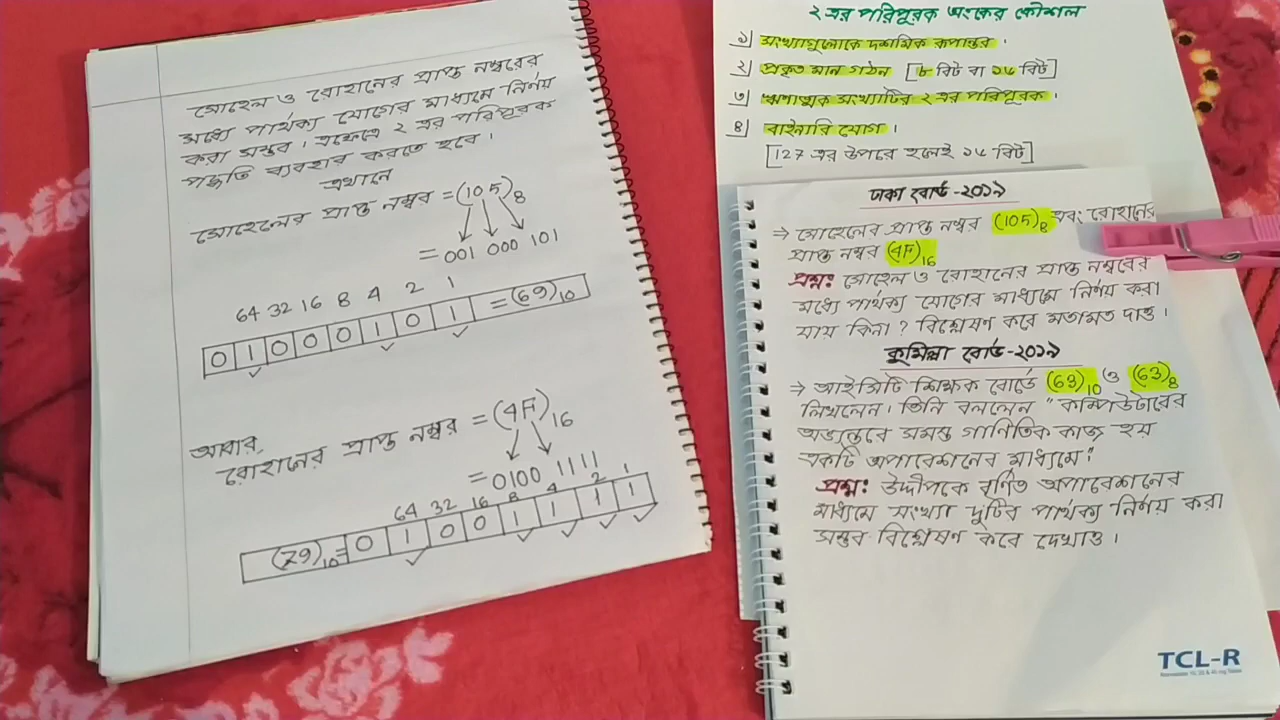 সোহেল ও রোহানের প্রাপ্ত নম্বরের
মধ্যে পার্থক্য যোগের মাধ্যমে নির্ণয়
করা সম্ভব। এক্ষেত্রে ২ এর পরিপূরক
পদ্ধতি ব্যবহার করতে হবে।
এখানে
সোহেলের প্রাপ্ত নম্বর = (105)8
= 001 000 101
64 32 16 8 4 2 1
0 1 0 0 0 1 0 1 = (69)10
আবার,
রোহানের প্রাপ্ত নম্বর = (4F)16
= 0100 1111
64 32 16 8 4 2 1
(79)10 = 0 1 0 0 1 1 1 1
২ এর পরিপূরক অংকের কৌশল
১| সংখ্যাগুলোকে দশমিক রূপান্তর।
২| প্রকৃত মান গঠন [৮ বিট বা ১৬ বিট]
৩| ঋণাত্মক সংখ্যাটির ২ এর পরিপূরক।
৪| বাইনারি যোগ।
[127 এর উপরে হলেই ১৬ বিট]
ঢাকা বোর্ড -২০১৯
⇒ সোহেলের প্রাপ্ত নম্বর (105)8 এবং রোহানের
প্রাপ্ত নম্বর (4F)16
প্রশ্ন: সোহেল ও রোহানের প্রাপ্ত নম্বরের
মধ্যে পার্থক্য যোগের মাধ্যমে নির্ণয় করা
যায় কিনা? বিশ্লেষণ করে মতামত দাও।
কুমিল্লা বোর্ড -২০১৯
⇒ আইসিটি শিক্ষক বোর্ডে (63)10 ও (63)8
লিখলেন। তিনি বললেন "কম্পিউটারের
অভ্যন্তরে সমস্ত গাণিতিক কাজ হয়
একটি অপারেশনের মাধ্যমে"।
প্রশ্ন: উদ্দীপকে বর্ণিত অপারেশনের
মাধ্যমে সংখ্যা দুটির পার্থক্য নির্ণয় করা
সম্ভব-বিশ্লেষণ করে দেখাও।
TCL-R